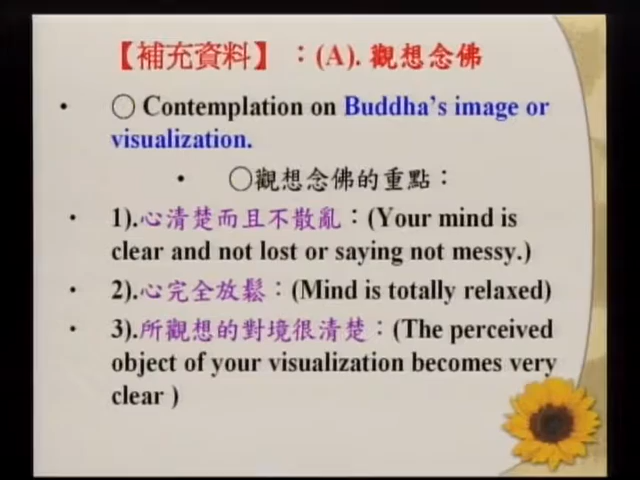 【補充資料】：(A). 觀想念佛
• ○ Contemplation on Buddha's image or
visualization.
• ○觀想念佛的重點：
• 1).心清楚而且不散亂：(Your mind is
clear and not lost or saying not messy.)
• 2).心完全放鬆：(Mind is totally relaxed)
• 3).所觀想的對境很清楚：(The perceived
object of your visualization becomes very
clear )